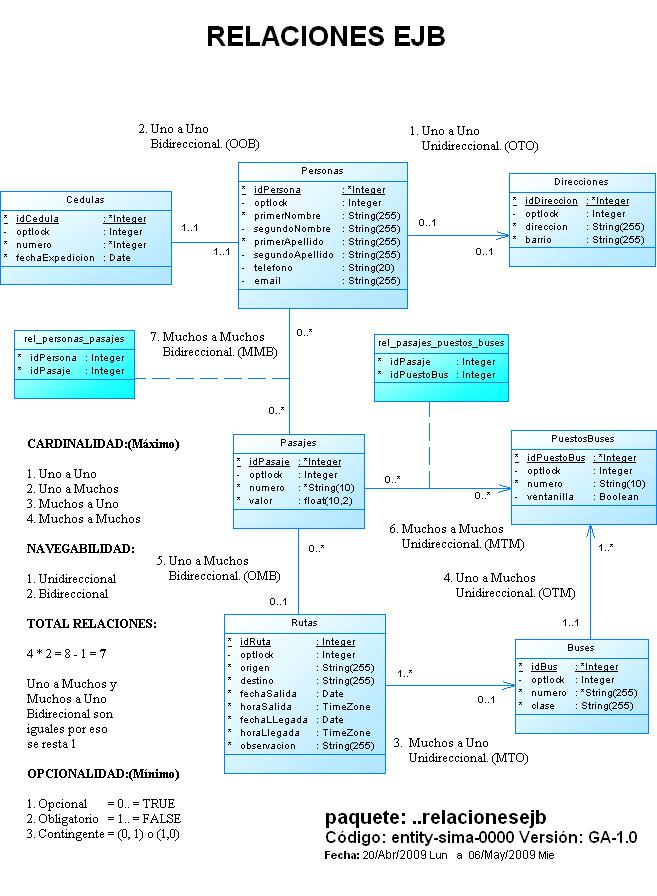 RELACIONES EJB
2. Uno a Uno
Bidireccional. (OOB)
1. Uno a Uno
Unidireccional. (OTO)
Cedulas
* idCedula : *Integer
- optlock : Integer
* numero : *Integer
* fechaExpedicion : Date
1..1
1..1
Personas
* idPersona : *Integer
- optlock : Integer
* primerNombre : String(255)
- segundoNombre : String(255)
* primerApellido : String(255)
- segundoApellido : String(255)
- telefono : String(20)
- email : String(255)
0..1
0..1
Direcciones
* idDireccion : *Integer
- optlock : Integer
* direccion : String(255)
* barrio : String(255)
rel_personas_pasajes
* idPersona : Integer
* idPasaje : Integer
7. Muchos a Muchos
Bidireccional. (MMB)
0..*
0..*
rel_pasajes_puestos_buses
* idPasaje : Integer
* idPuestoBus : Integer
Pasajes
* idPasaje : *Integer
- optlock : Integer
* numero : *String(10)
* valor : float(10,2)
0..*
0..*
PuestosBuses
* idPuestoBus : *Integer
- optlock : Integer
* numero : String(10)
- ventanilla : Boolean
6. Muchos a Muchos
Unidireccional. (MTM)
CARDINALIDAD:(Máximo)
1. Uno a Uno
2. Uno a Muchos
3. Muchos a Uno
4. Muchos a Muchos
NAVEGABILIDAD:
1. Unidireccional
2. Bidireccional
TOTAL RELACIONES:
4 * 2 = 8 - 1 = 7
Uno a Muchos y
Muchos a Uno
Bidirecional son
iguales por eso
se resta 1
OPCIONALIDAD:(Mínimo)
1. Opcional = 0.. = TRUE
2. Obligatorio = 1.. = FALSE
3. Contingente = (0, 1) o (1,0)
5. Uno a Muchos
Bidireccional. (OMB)
0..*
0..1
4. Uno a Muchos
Unidireccional. (OTM)
1..*
1..1
Rutas
* idRuta : Integer
- optlock : Integer
* origen : String(255)
* destino : String(255)
* fechaSalida : Date
* horaSalida : TimeZone
* fechaLLegada : Date
* horaLlegada : TimeZone
* observacion : String(255)
1..*
0..1
Buses
* idBus : *Integer
- optlock : Integer
* numero : *String(255)
* clase : String(255)
3. Muchos a Uno
Unidireccional. (MTO)
paquete: ..relacionesejb
Código: entity-sima-0000 Versión: GA-1.0
Fecha: 20/Abr/2009 Lun a 06/May/2009 Mie